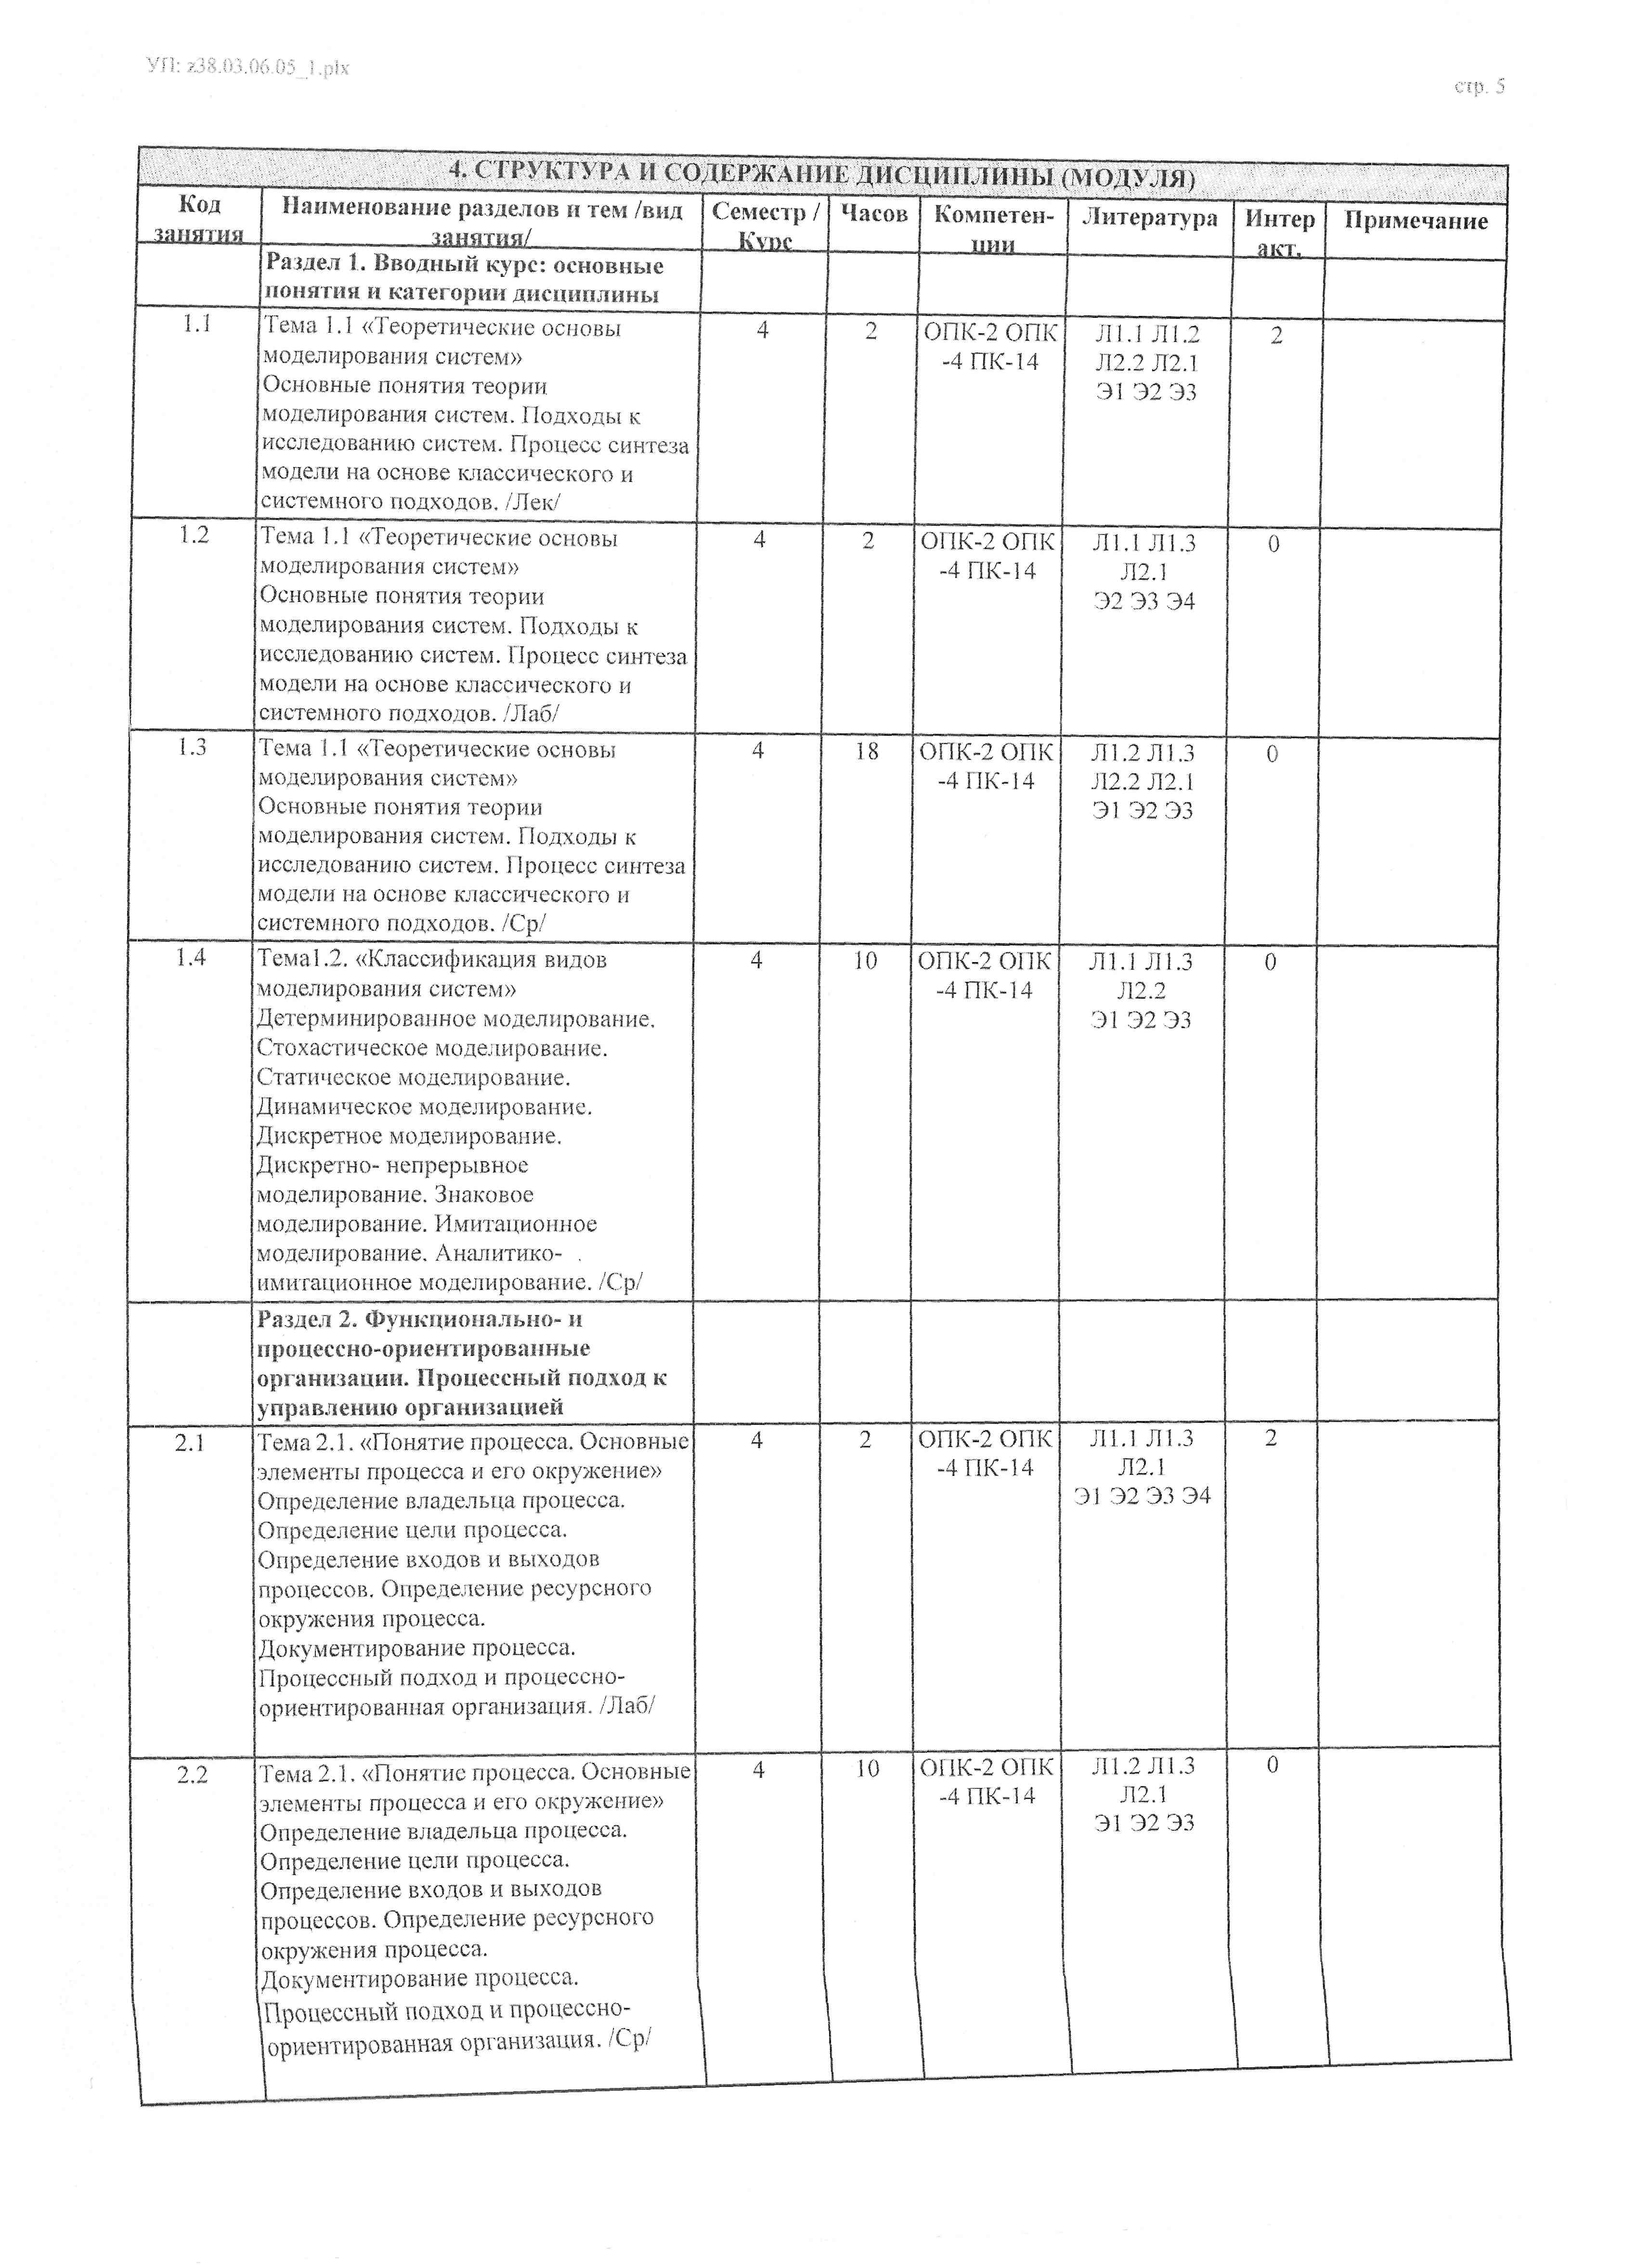 УП: z38.03.06.05_1.plx
стр. 5
4. СТРУКТУРА И СОДЕРЖАНИЕ ДИСЦИПЛИНЫ (МОДУЛЯ)
Код занятия
Наименование разделов и тем /вид занятия/
Семестр / Курс
Часов
Компетен-ции
Литература
Интер акт.
Примечание
Раздел 1. Вводный курс: основные
понятия и категории дисциплины
1.1
Тема 1.1 «Теоретические основы
моделирования систем»
Основные понятия теории
моделирования систем. Подходы к
исследованию систем. Процесс синтеза
модели на основе классического и
системного подходов. /Лек/
4
2
ОПК-2 ОПК
-4 ПК-14
Л1.1 Л1.2
Л2.2 Л2.1
Э1 Э2 Э3
2
1.2
Тема 1.1 «Теоретические основы
моделирования систем»
Основные понятия теории
моделирования систем. Подходы к
исследованию систем. Процесс синтеза
модели на основе классического и
системного подходов. /Лаб/
4
2
ОПК-2 ОПК
-4 ПК-14
Л1.1 Л1.3
Л2.1
Э2 Э3 Э4
0
1.3
Тема 1.1 «Теоретические основы
моделирования систем»
Основные понятия теории
моделирования систем. Подходы к
исследованию систем. Процесс синтеза
модели на основе классического и
системного подходов. /Ср/
4
18
ОПК-2 ОПК
-4 ПК-14
Л1.2 Л1.3
Л2.2 Л2.1
Э1 Э2 Э3
0
1.4
Тема1.2. «Классификация видов
моделирования систем»
Детерминированное моделирование.
Стохастическое моделирование.
Статическое моделирование.
Динамическое моделирование.
Дискретное моделирование.
Дискретно- непрерывное
моделирование. Знаковое
моделирование. Имитационное
моделирование. Аналитико-
имитационное моделирование. /Ср/
4
10
ОПК-2 ОПК
-4 ПК-14
Л1.1 Л1.3
Л2.2
Э1 Э2 Э3
0
Раздел 2. Функционально- и
процессно-ориентированные
организации. Процессный подход к
управлению организацией
2.1
Тема 2.1. «Понятие процесса. Основные
элементы процесса и его окружение»
Определение владельца процесса.
Определение цели процесса.
Определение входов и выходов
процессов. Определение ресурсного
окружения процесса.
Документирование процесса.
Процессный подход и процессно-
ориентированная организация. /Лаб/
4
2
ОПК-2 ОПК
-4 ПК-14
Л1.1 Л1.3
Л2.1
Э1 Э2 Э3 Э4
2
2.2
Тема 2.1. «Понятие процесса. Основные
элементы процесса и его окружение»
Определение владельца процесса.
Определение цели процесса.
Определение входов и выходов
процессов. Определение ресурсного
окружения процесса.
Документирование процесса.
Процессный подход и процессно-
ориентированная организация. /Ср/
4
10
ОПК-2 ОПК
-4 ПК-14
Л1.2 Л1.3
Л2.1
Э1 Э2 Э3
0